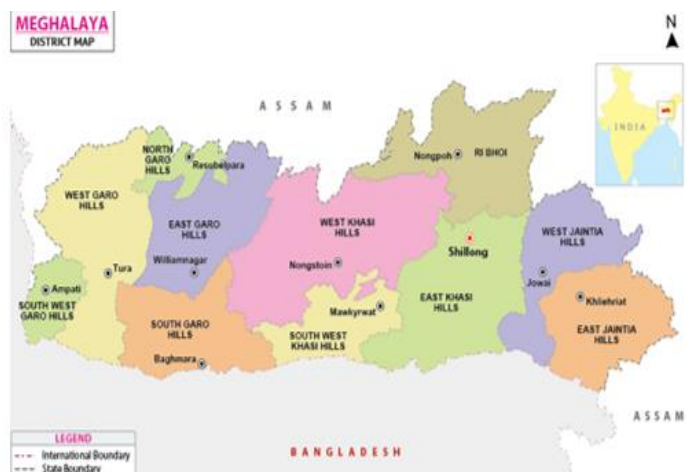 MEGHALAYA
DISTRICT MAP
N
ASSAM
INDIA
NORTH
GARO
HILLS
Resubelpara
Nongpoh
RI BHOI
WEST GARO
HILLS
EAST GARO
HILLS
WEST KHASI
HILLS
WEST JAINTIA
HILLS
Shillong
Tura
Williamnagar
Nongstoin
Jowai
Ampati
Khliehriat
SOUTH WEST
GARO HILLS
EAST KHASI
HILLS
Mawkyrwat
SOUTH GARO
HILLS
SOUTH WEST
KHASI HILLS
EAST JAINTIA
HILLS
Baghmara
ASSAM
BANGLADESH
LEGEND
International Boundary
State Boundary